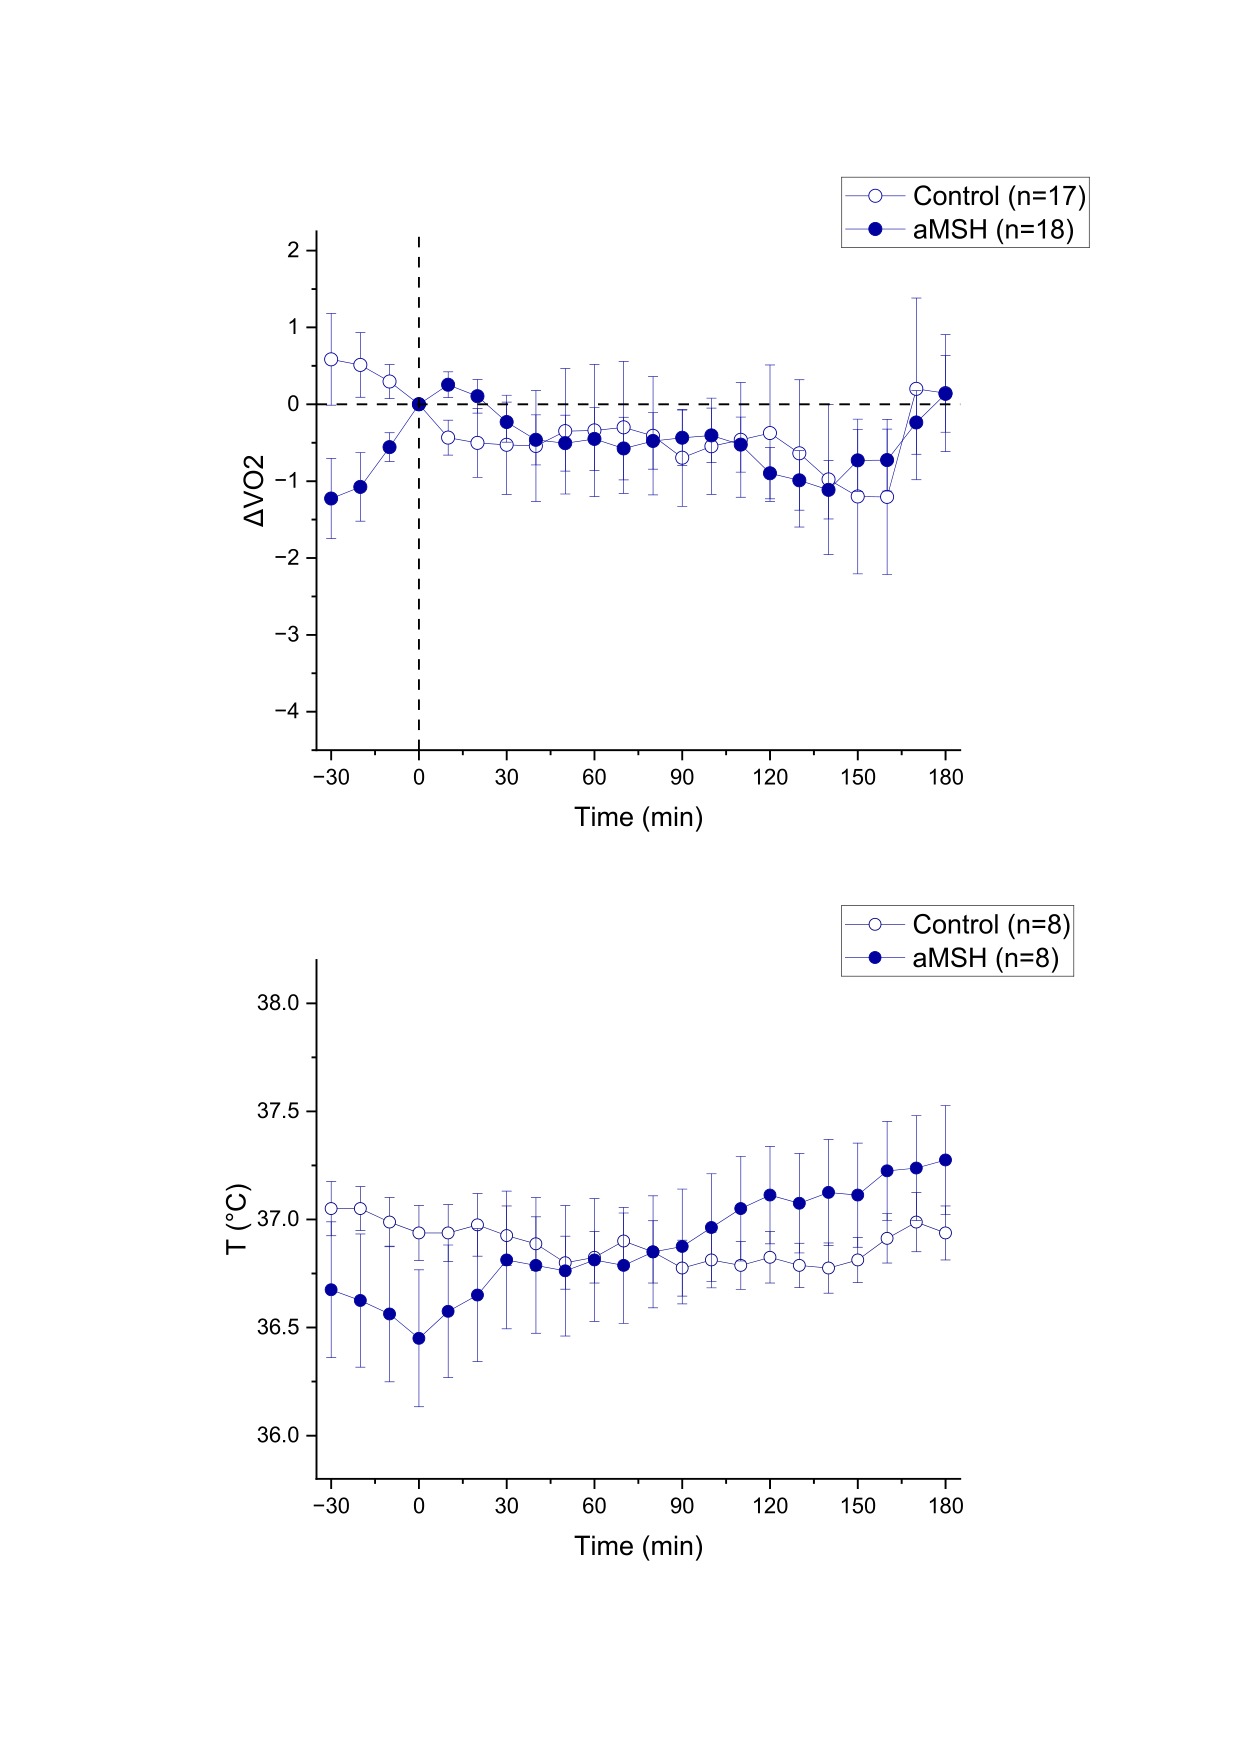 Control (n=17)
aMSH (n=18)
2
1
0
−1
−2
−3
−4
ΔVO2
−30 0 30 60 90 120 150 180
Time (min)
Control (n=8)
aMSH (n=8)
38.0
37.5
37.0
36.5
36.0
T (°C)
−30 0 30 60 90 120 150 180
Time (min)